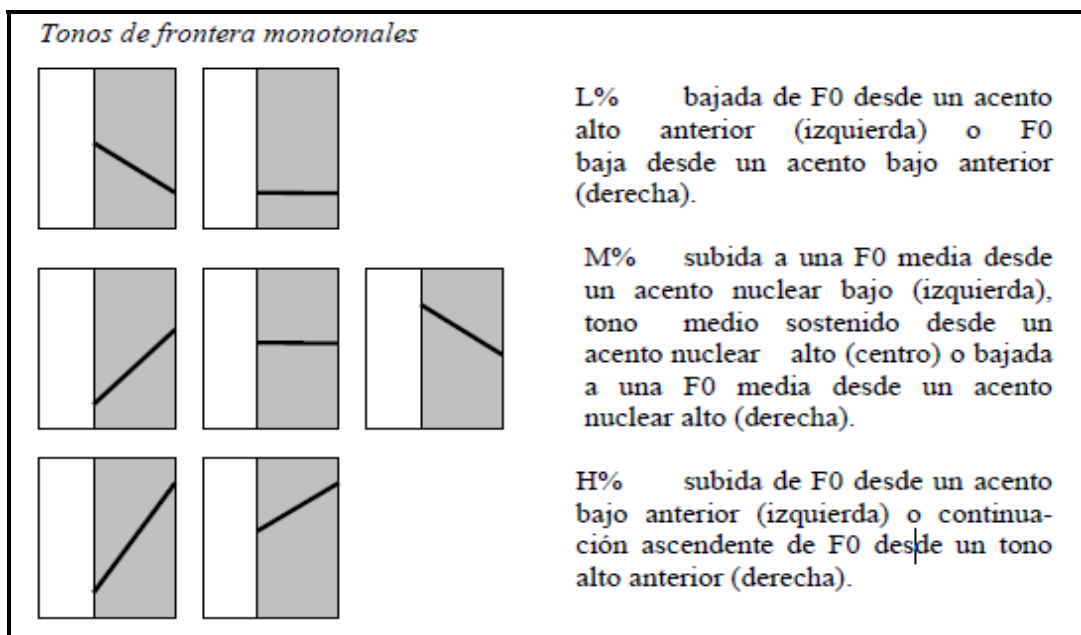 Tonos de frontera monotonales
L% bajada de F0 desde un acento
alto anterior (izquierda) o F0
baja desde un acento bajo anterior
(derecha).
M% subida a una F0 media desde
un acento nuclear bajo (izquierda),
tono medio sostenido desde un
acento nuclear alto (centro) o bajada
a una F0 media desde un acento
nuclear alto (derecha).
H% subida de F0 desde un acento
bajo anterior (izquierda) o continua-
ción ascendente de F0 desde un tono
alto anterior (derecha).